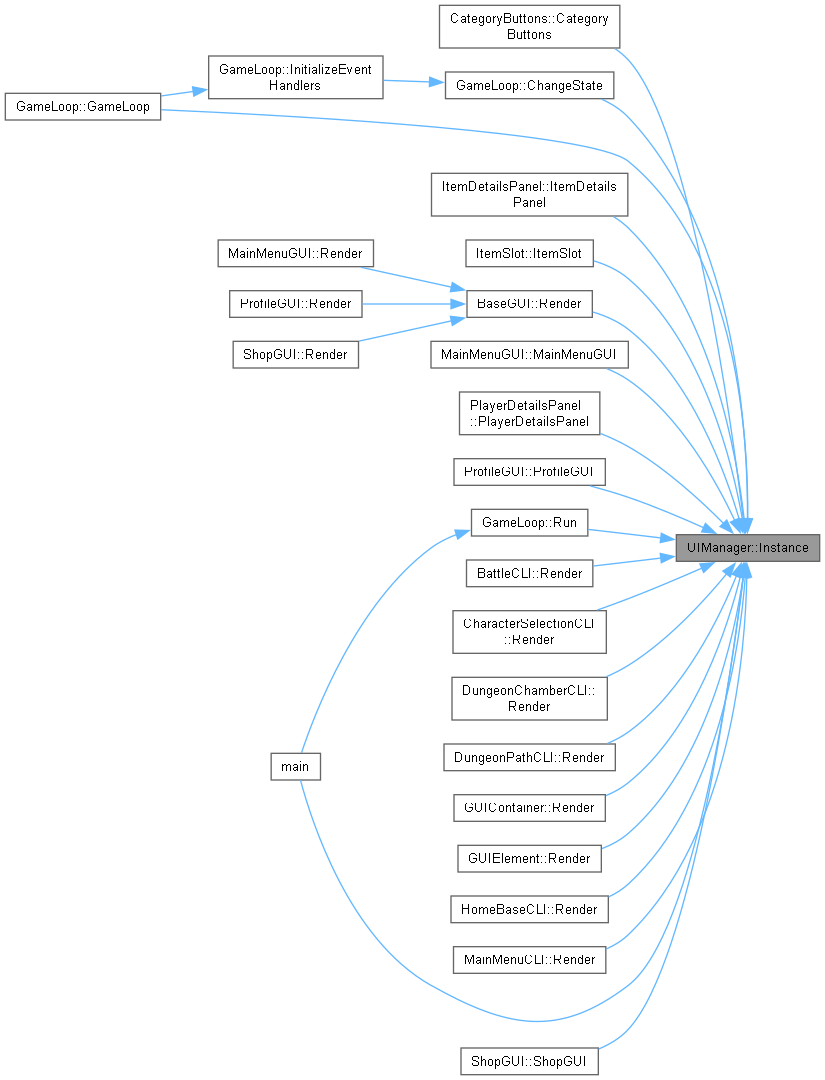 CategoryButtons::Category
Buttons
GameLoop::InitializeEvent
Handlers
GameLoop::ChangeState
GameLoop::GameLoop
ItemDetailsPanel::ItemDetails
Panel
MainMenuGUI::Render
ItemSlot::ItemSlot
ProfileGUI::Render
BaseGUI::Render
ShopGUI::Render
MainMenuGUI::MainMenuGUI
PlayerDetailsPanel
::PlayerDetailsPanel
ProfileGUI::ProfileGUI
GameLoop::Run
UIManager::Instance
BattleCLI::Render
CharacterSelectionCLI
::Render
DungeonChamberCLI::
Render
DungeonPathCLI::Render
main
GUIContainer::Render
GUIElement::Render
HomeBaseCLI::Render
MainMenuCLI::Render
ShopGUI::ShopGUI